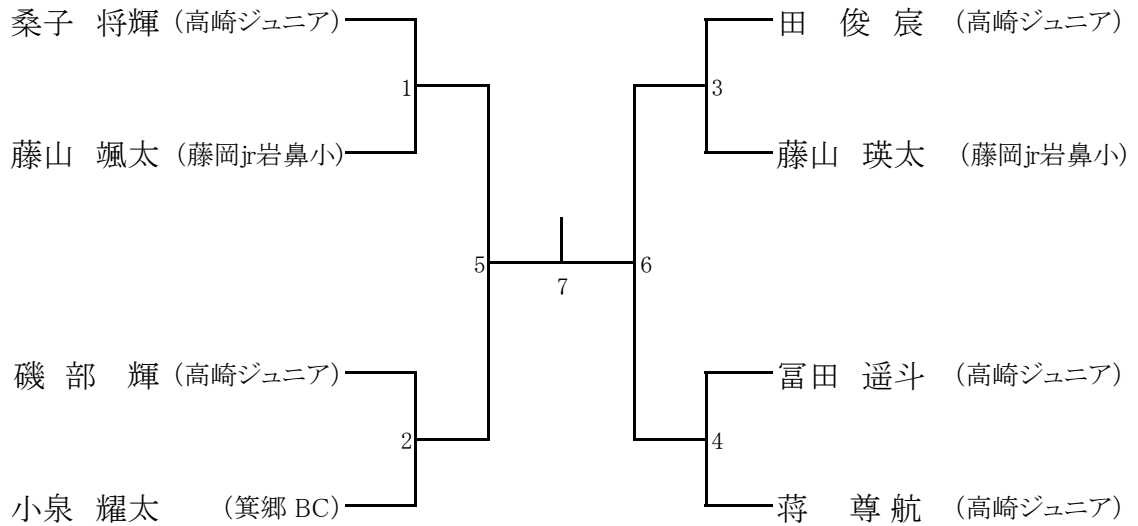 桑子 将輝 (高崎ジュニア)
1
藤山 颯太 (藤岡jr岩鼻小)
5
磯部 輝 (高崎ジュニア)
2
小泉 耀太 (箕郷 BC)
7
田 俊宸 (高崎ジュニア)
3
藤山 瑛太 (藤岡jr岩鼻小)
6
冨田 遥斗 (高崎ジュニア)
4
蒋 尊航 (高崎ジュニア)